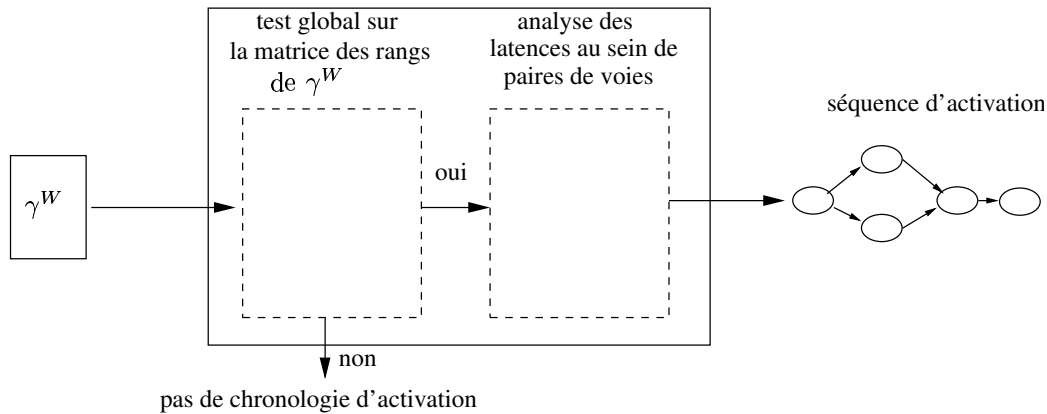 test global sur
la matrice des rangs
de γ^W
analyse des
latences au sein de
paires de voies
séquence d'activation
γ^W
oui
non
pas de chronologie d'activation